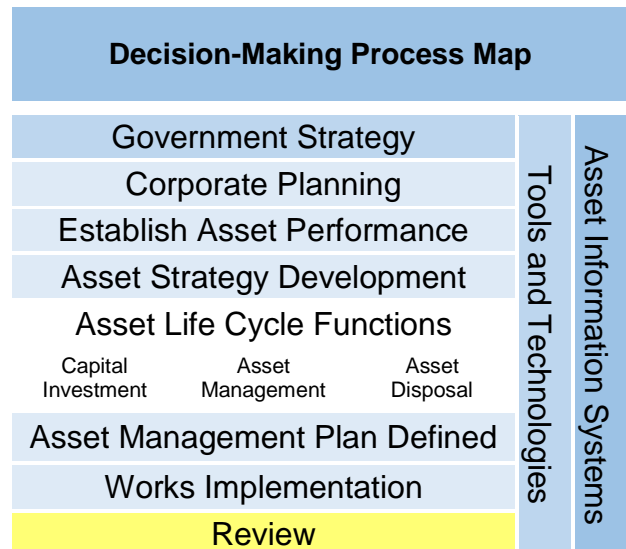 Decision-Making Process Map
Government Strategy
Corporate Planning
Establish Asset Performance
Asset Strategy Development
Asset Life Cycle Functions
Capital
Investment
Asset
Management
Asset
Disposal
Asset Management Plan Defined
Works Implementation
Review
Tools and Technologies
Asset Information Systems